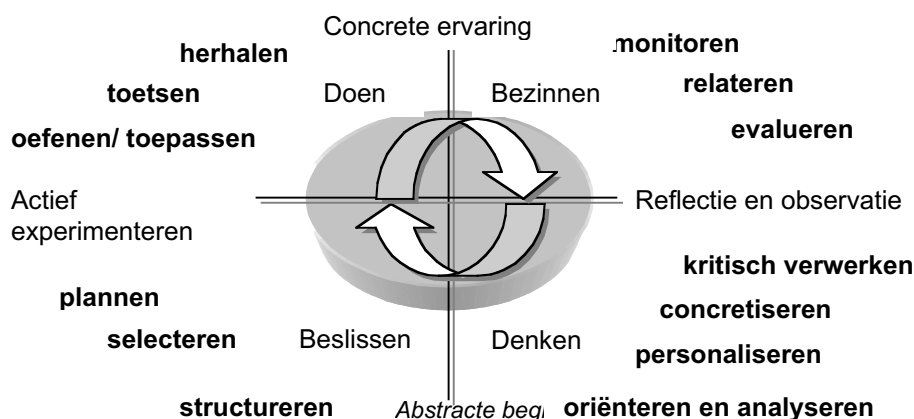 Concrete ervaring
herhalen
monitoren
toetsen
Doen
Bezinnen
relateren
oefenen/ toepassen
evalueren
Actief
experimenteren
Reflectie en observatie
kritisch verwerken
plannen
concretiseren
selecteren
Beslissen
Denken
personaliseren
structureren
Abstracte
oriënteren en analyseren